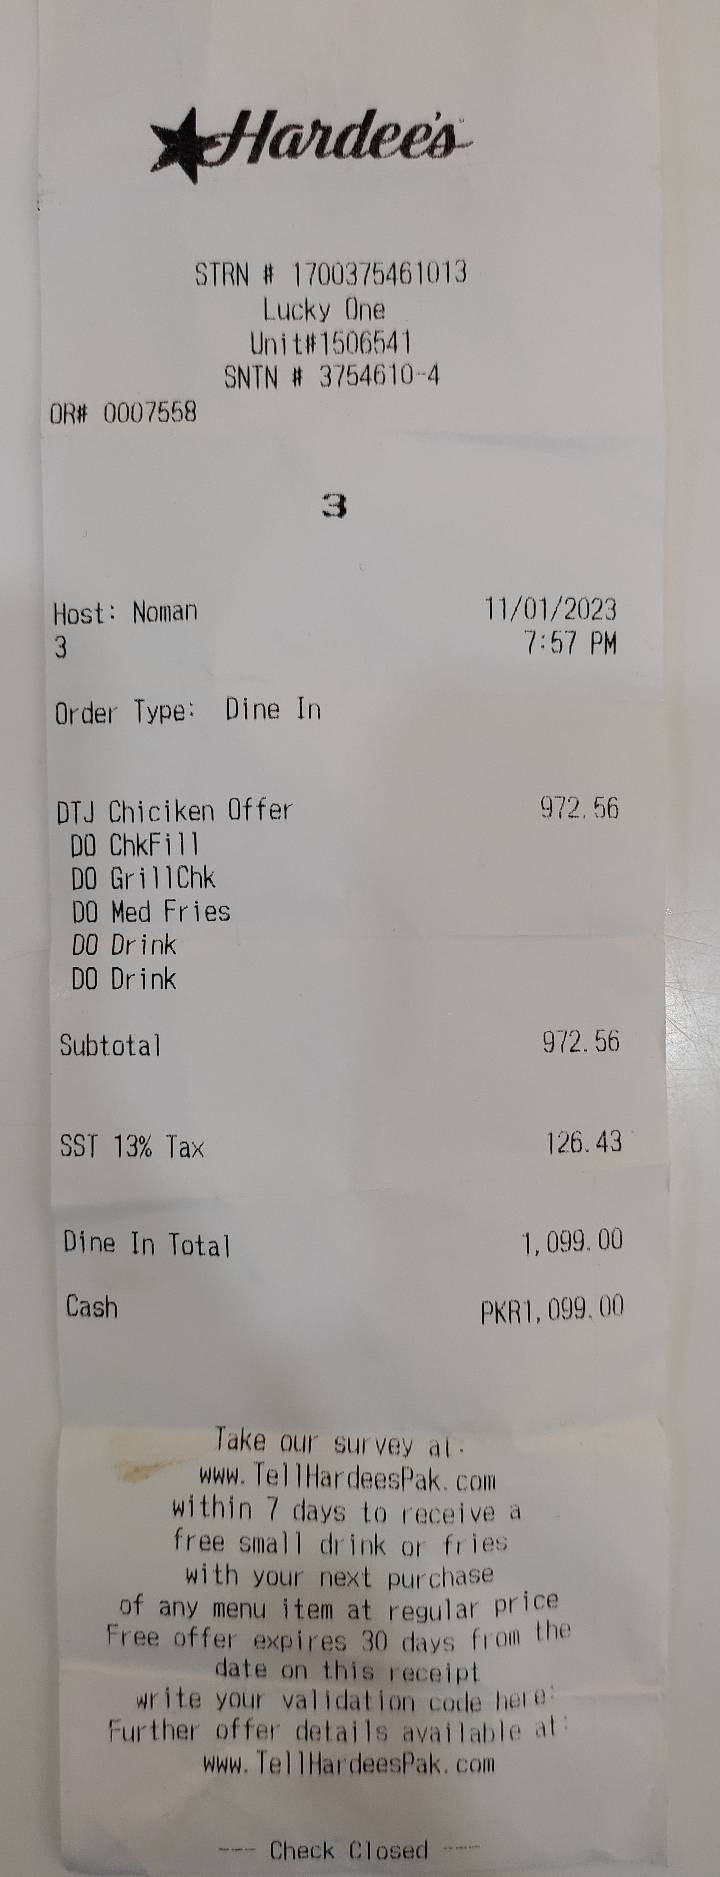 Hardee's
STRN # 1700375461013
Lucky One
Unit#1506541
SNTN # 3754610-4
OR# 0007558
3
Host: Noman 11/01/2023
3 7:57 PM
Order Type: Dine In
DTJ Chiciken Offer 972.56
DO ChkFill
DO GrillChk
DO Med Fries
DO Drink
DO Drink
Subtotal 972.56
SST 13% Tax 126.43
Dine In Total 1,099.00
Cash PKR1,099.00
Take our survey at:
www.TellHardeesPak.com
within 7 days to receive a
free small drink or fries
with your next purchase
of any menu item at regular price
Free offer expires 30 days from the
date on this receipt
write your validation code here:
Further offer details available at:
www.TellHardeesPak.com
--- Check Closed ---